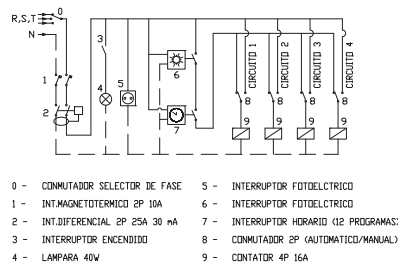 R,S,T
0
N
1
2
3
4
5
6
7
CIRCUITO 1
CIRCUITO 2
CIRCUITO 3
CIRCUITO 4
8 8 8 8
9 9 9 9
0 - CONMUTADOR SELECTOR DE FASE
1 - INT.MAGNETOTERMICO 2P 10A
2 - INT.DIFERENCIAL 2P 25A 30 mA
3 - INTERRUPTOR ENCENDIDO
4 - LAMPARA 40W
5 - INTERRUPTOR FOTOELCTRICO
6 - INTERRUPTOR FOTOELCTRICO
7 - INTERRUPTOR HORARIO (12 PROGRAMAS)
8 - CONMUTADOR 2P (AUTOMATICO/MANUAL)
9 - CONTATOR 4P 16A